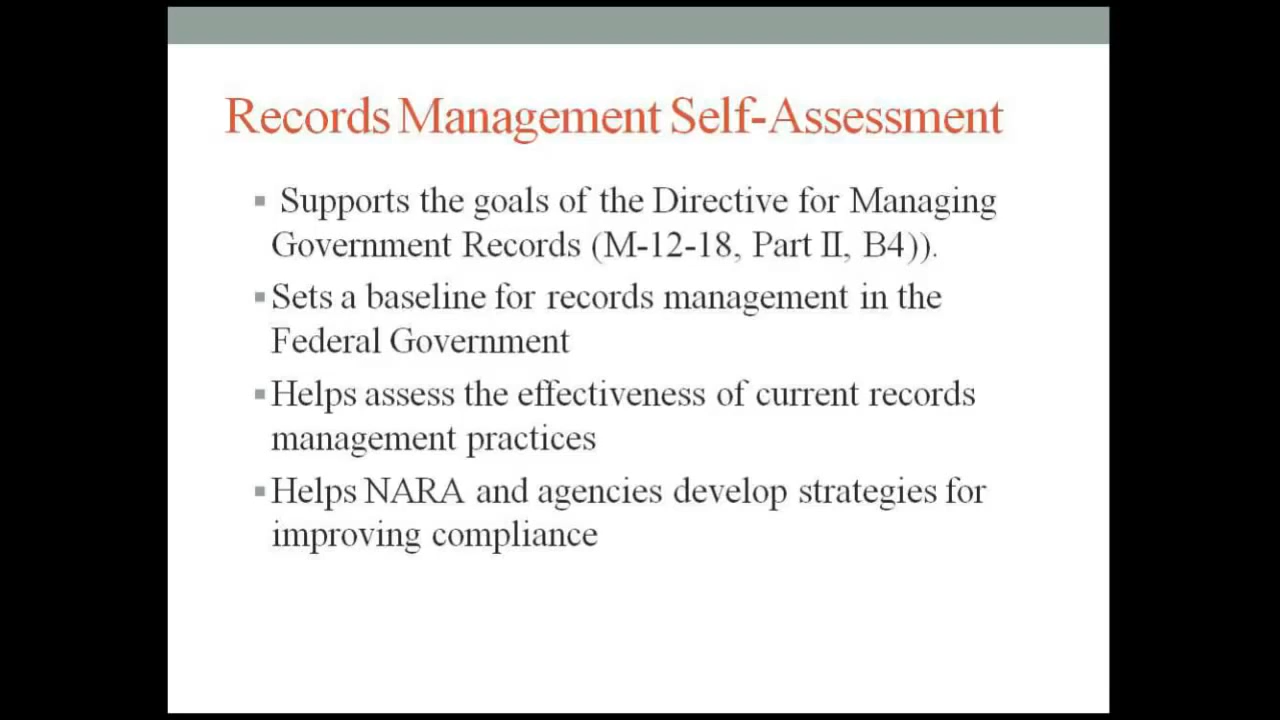 Records Management Self-Assessment
▪ Supports the goals of the Directive for Managing
Government Records (M-12-18, Part II, B4)).
▪Sets a baseline for records management in the
Federal Government
▪Helps assess the effectiveness of current records
management practices
▪Helps NARA and agencies develop strategies for
improving compliance